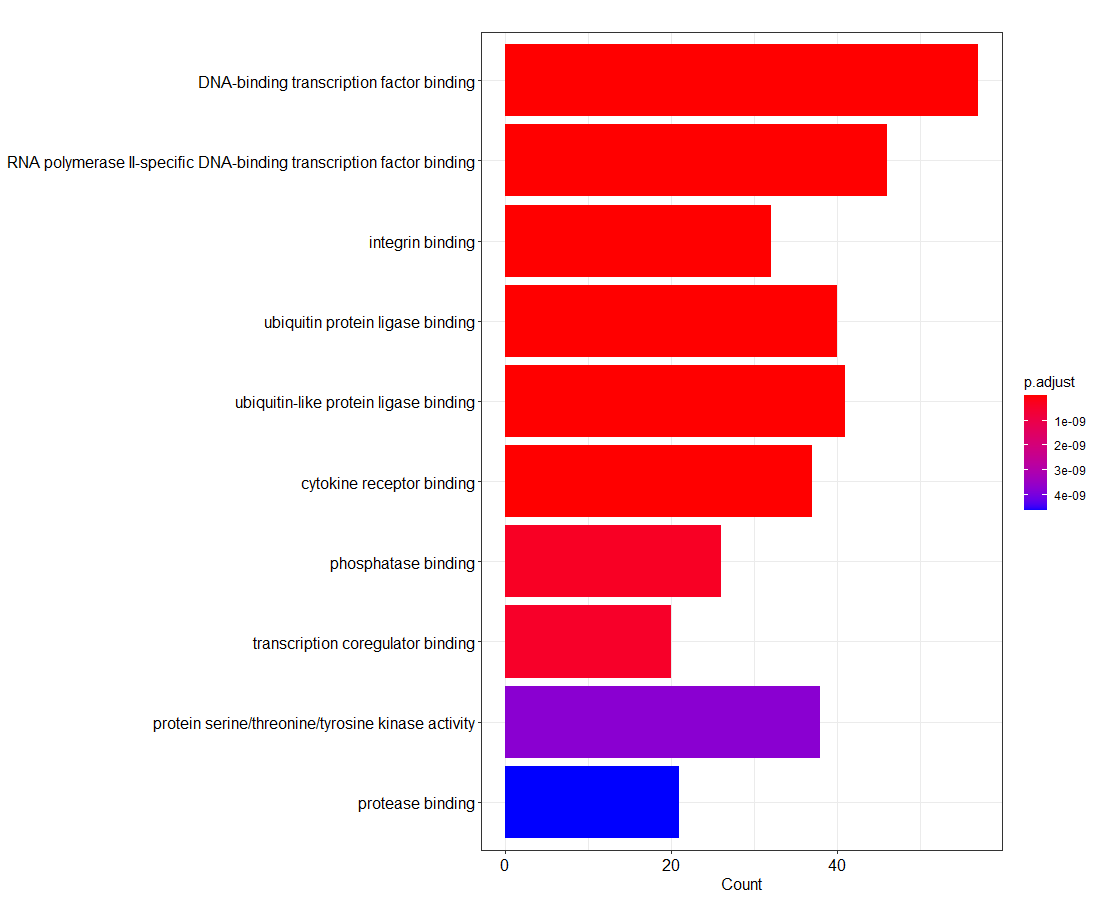 DNA-binding transcription factor binding
RNA polymerase II-specific DNA-binding transcription factor binding
integrin binding
ubiquitin protein ligase binding
ubiquitin-like protein ligase binding
cytokine receptor binding
phosphatase binding
transcription coregulator binding
protein serine/threonine/tyrosine kinase activity
protease binding
0 20 40
Count
p.adjust
1e-09
2e-09
3e-09
4e-09